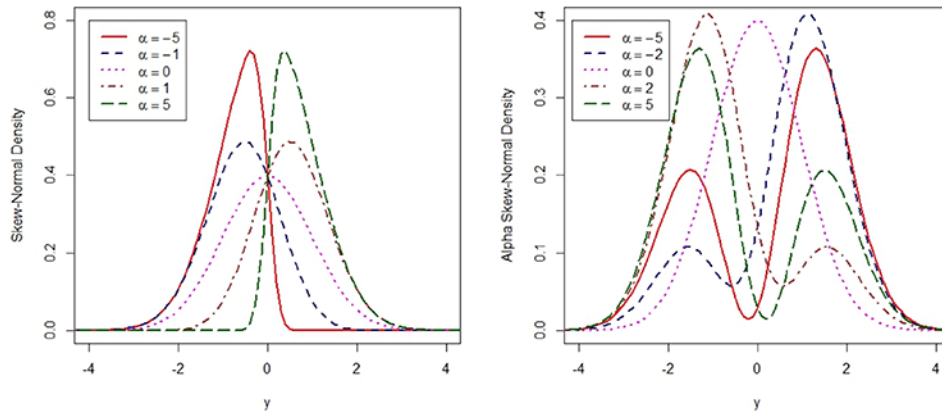 Skew-Normal Density
0.0
0.2
0.4
0.6
0.8
α = −5
α = −1
α = 0
α = 1
α = 5
-4
-2
0
2
4
y
Alpha Skew-Normal Density
0.0
0.1
0.2
0.3
0.4
α = −5
α = −2
α = 0
α = 2
α = 5
-4
-2
0
2
4
y